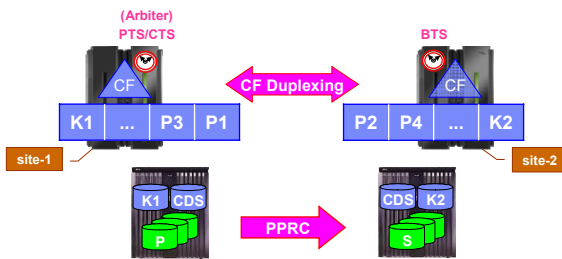 (Arbiter)
PTS/CTS
BTS
CF
CF Duplexing
CF
K1 ... P3 P1
P2 P4 ... K2
site-1
site-2
K1 CDS
CDS K2
PPRC
P
S